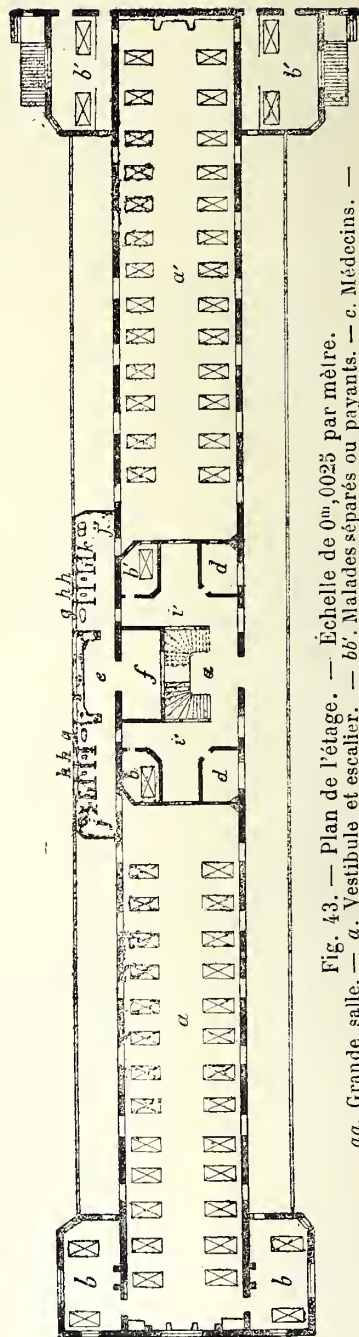 b'
b'
a'
g h h
j
e
k h g
j
b
d
i'
f
a
i'
b
d
a
b
b
Fig. 43. — Plan de l'étage. — Échelle de 0m,0025 par mètre.
aa. Grande salle. — a. Vestibule et escalier. — bb'. Malades séparés ou payants. — c. Médecins. —